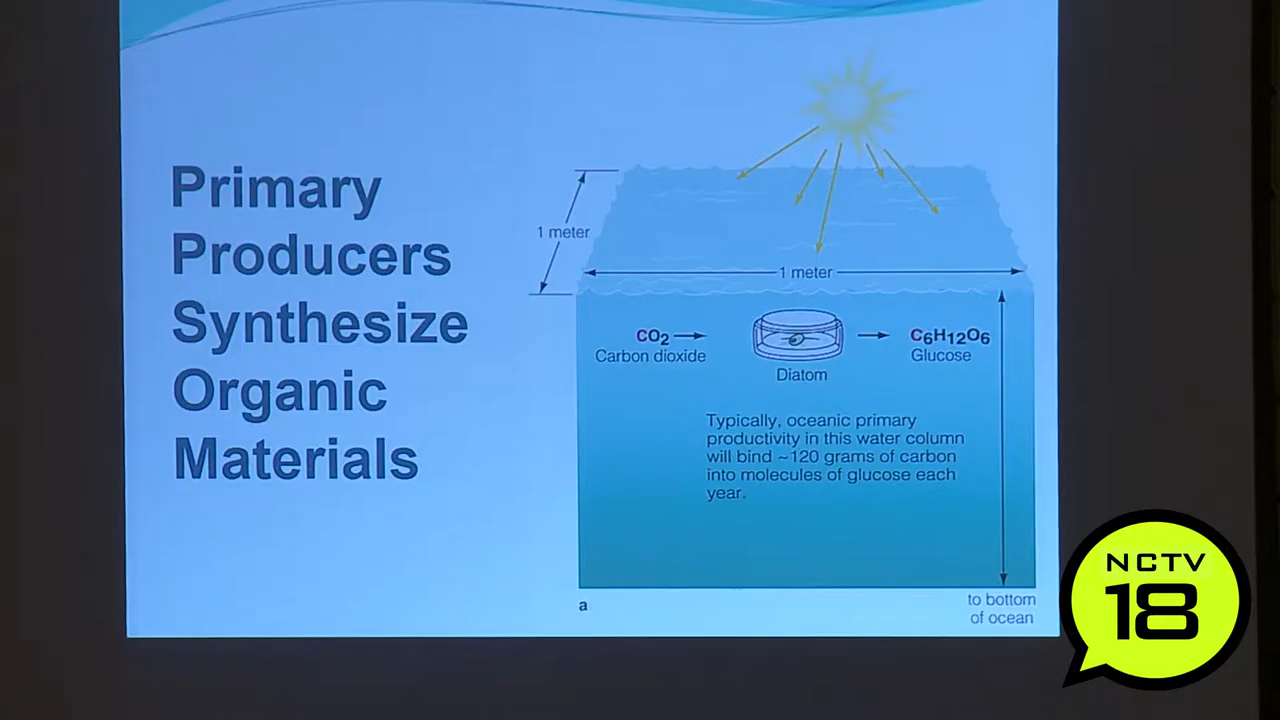 Primary
Producers
Synthesize
Organic
Materials
1 meter
1 meter
CO2
Carbon dioxide
Diatom
C6H12O6
Glucose
Typically, oceanic primary
productivity in this water column
will bind ~120 grams of carbon
into molecules of glucose each
year.
a
to bottom
of ocean
NCTV
18